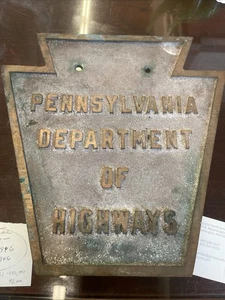 PENNSYLVANIA
DEPARTMENT
OF
HIGHWAYS